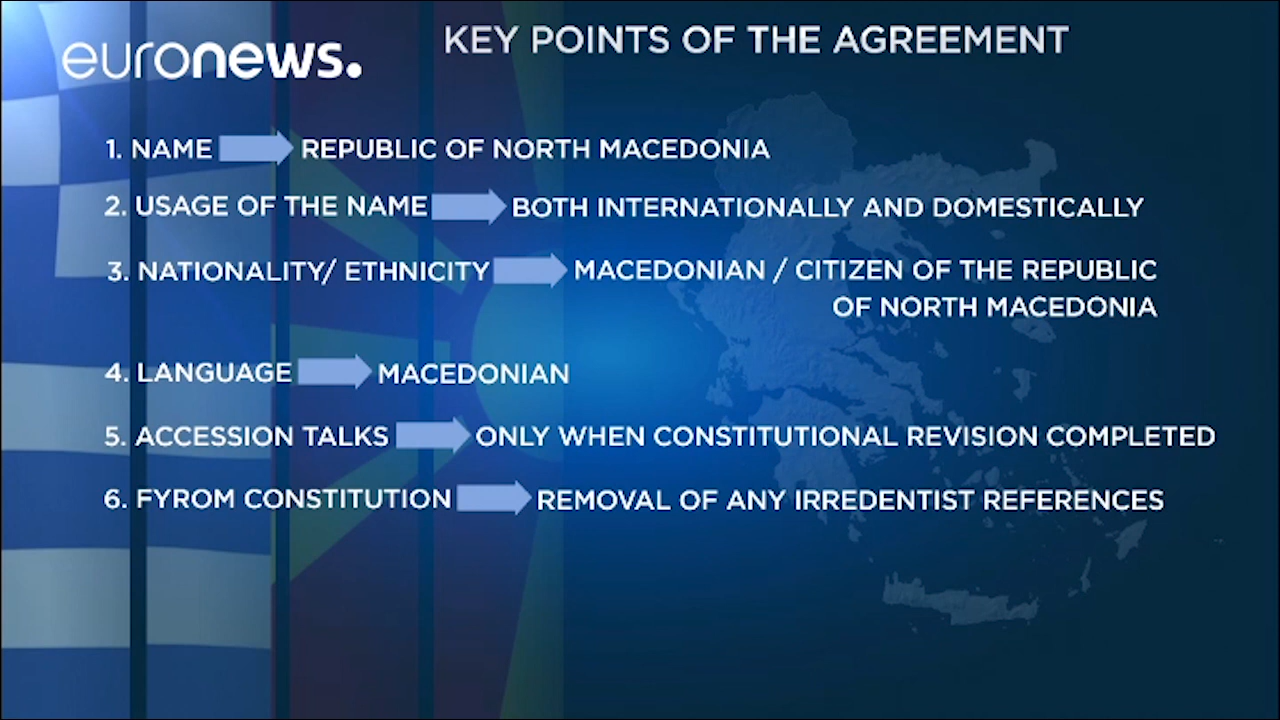 euronews.
KEY POINTS OF THE AGREEMENT
1. NAME REPUBLIC OF NORTH MACEDONIA
2. USAGE OF THE NAME BOTH INTERNATIONALLY AND DOMESTICALLY
3. NATIONALITY/ ETHNICITY MACEDONIAN / CITIZEN OF THE REPUBLIC
OF NORTH MACEDONIA
4. LANGUAGE MACEDONIAN
5. ACCESSION TALKS ONLY WHEN CONSTITUTIONAL REVISION COMPLETED
6. FYROM CONSTITUTION REMOVAL OF ANY IRREDENTIST REFERENCES